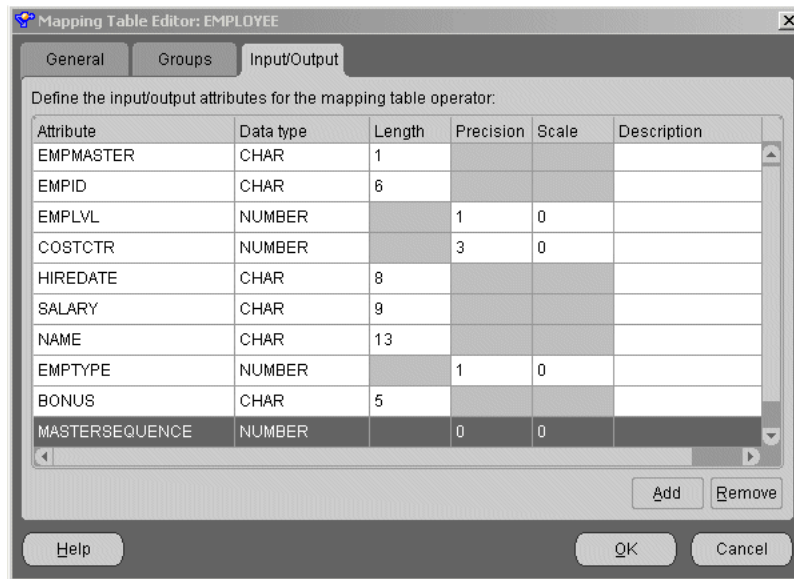 Mapping Table Editor: EMPLOYEE
General Groups Input/Output
Define the input/output attributes for the mapping table operator:
Attribute Data type Length Precision Scale Description
EMPMASTER CHAR 1
EMPID CHAR 6
EMPLVL NUMBER 1 0
COSTCTR NUMBER 3 0
HIREDATE CHAR 8
SALARY CHAR 9
NAME CHAR 13
EMPTYPE NUMBER 1 0
BONUS CHAR 5
MASTERSEQUENCE NUMBER 0 0
Add Remove
Help OK Cancel